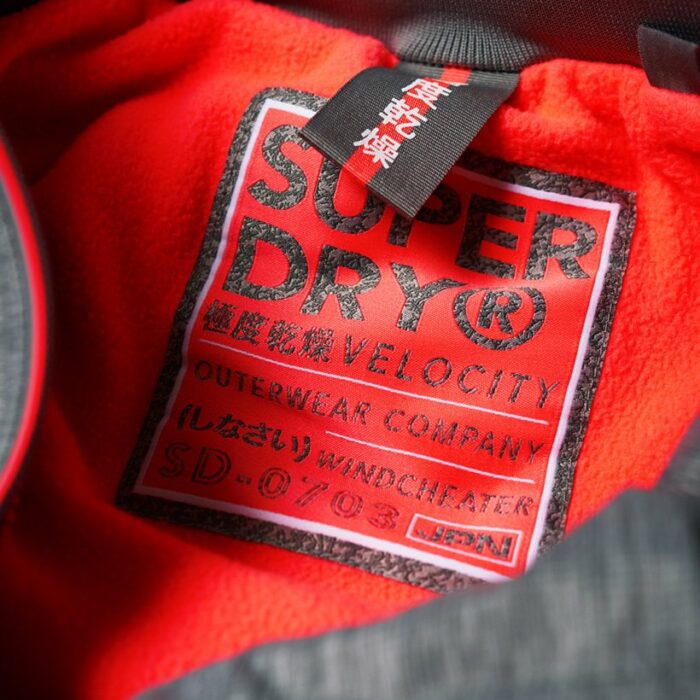 度乾燥
SUPER
DRY®
極度乾燥 VELOCITY
OUTERWEAR COMPANY
(しなさい) WINDCHEATER
SD-0703